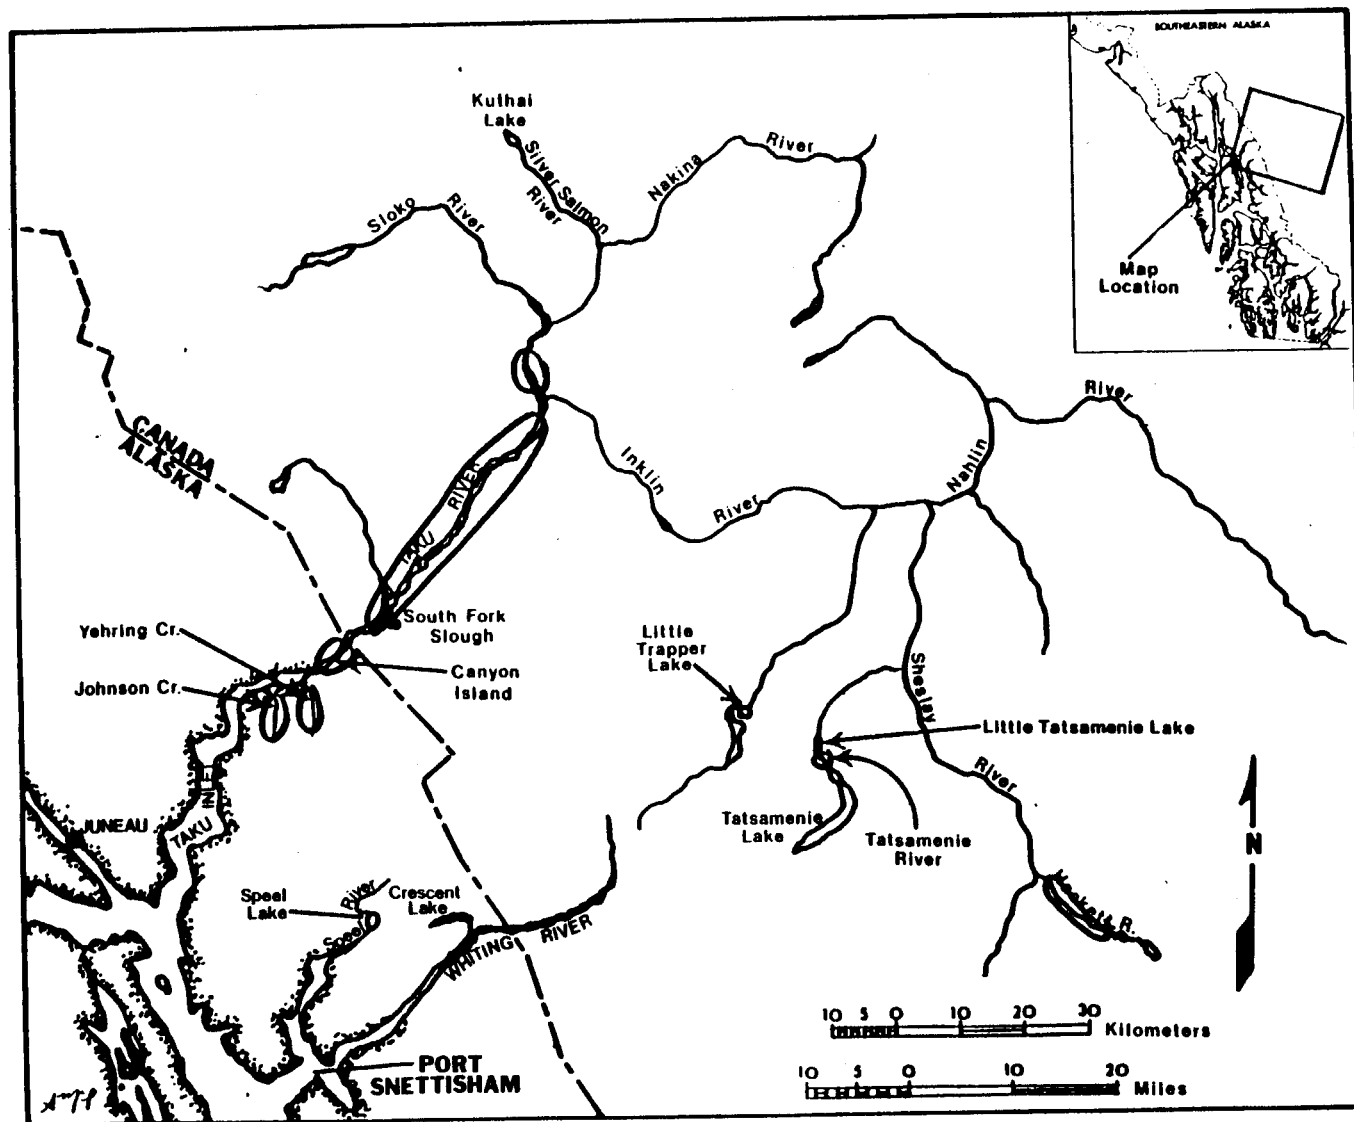 SOUTHEASTERN ALASKA
Map
Location
Kuthai
Lake
Silver Salmon
River
Nakina
River
Sloko
River
CANADA
ALASKA
River
Nahlin
Inklin
River
TAKU
RIVER
South Fork
Slough
Yehring Cr.
Johnson Cr.
Canyon
Island
Little
Trapper
Lake
Sheslay
River
Little Tatsamenie Lake
Tatsamenie
Lake
Tatsamenie
River
JUNEAU
TAKU
INLET
Speel
Lake
Speel
River
Crescent
Lake
WHITING
RIVER
PORT
SNETTISHAM
N
10 5 0 10 20 30
Kilometers
10 5 0 10 20
Miles